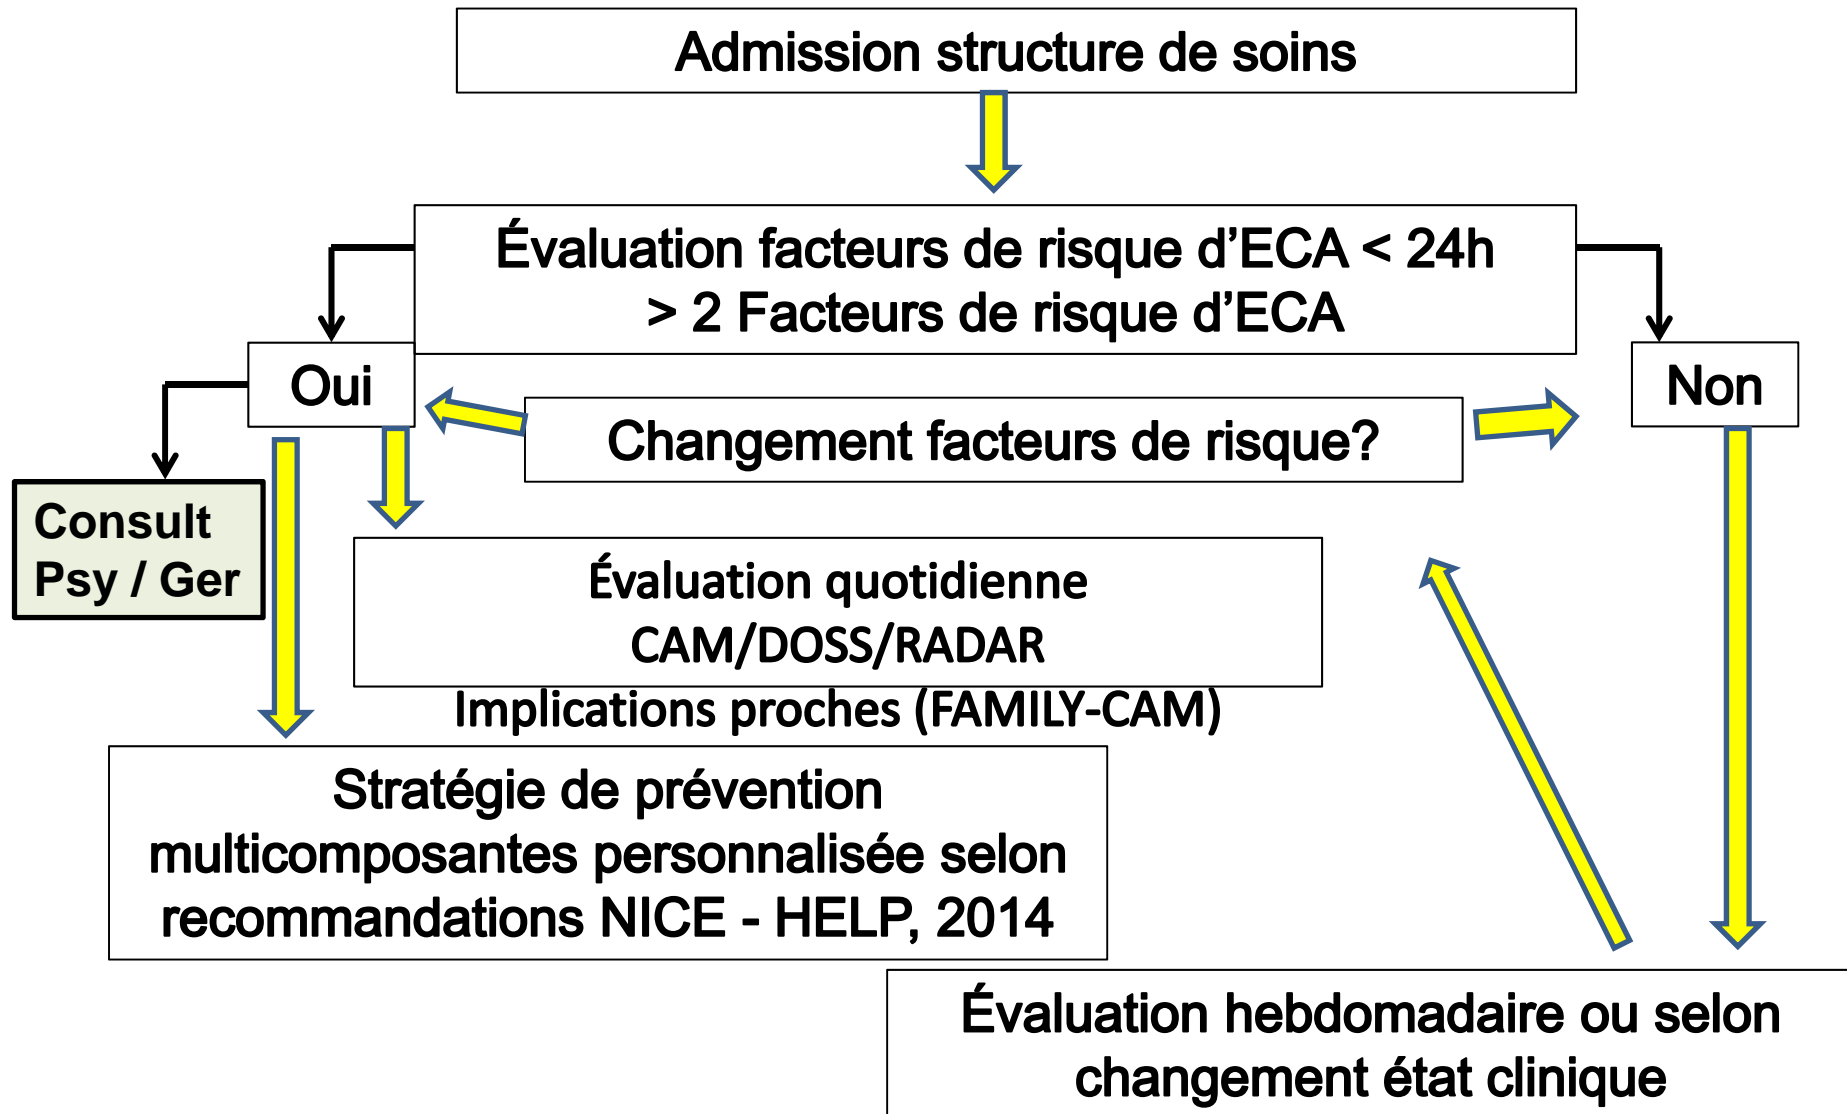 Admission structure de soins
Évaluation facteurs de risque d’ECA < 24h
> 2 Facteurs de risque d’ECA
Oui
Non
Changement facteurs de risque?
Consult
Psy / Ger
Évaluation quotidienne
CAM/DOSS/RADAR
Implications proches (FAMILY-CAM)
Stratégie de prévention
multicomposantes personnalisée selon
recommandations NICE - HELP, 2014
Évaluation hebdomadaire ou selon
changement état clinique